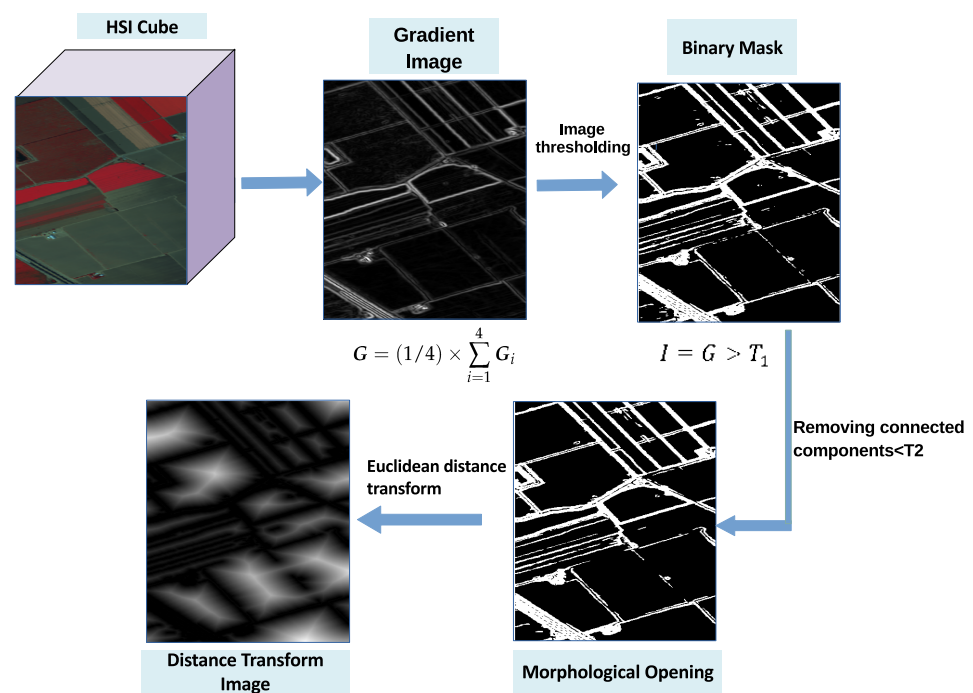 HSI Cube
Gradient
Image
Binary Mask
Image
thresholding
G = (1/4) × \sum_{i=1}^{4} G_i
I = G > T_1
Removing connected
components<T2
Euclidean distance
transform
Distance Transform
Image
Morphological Opening